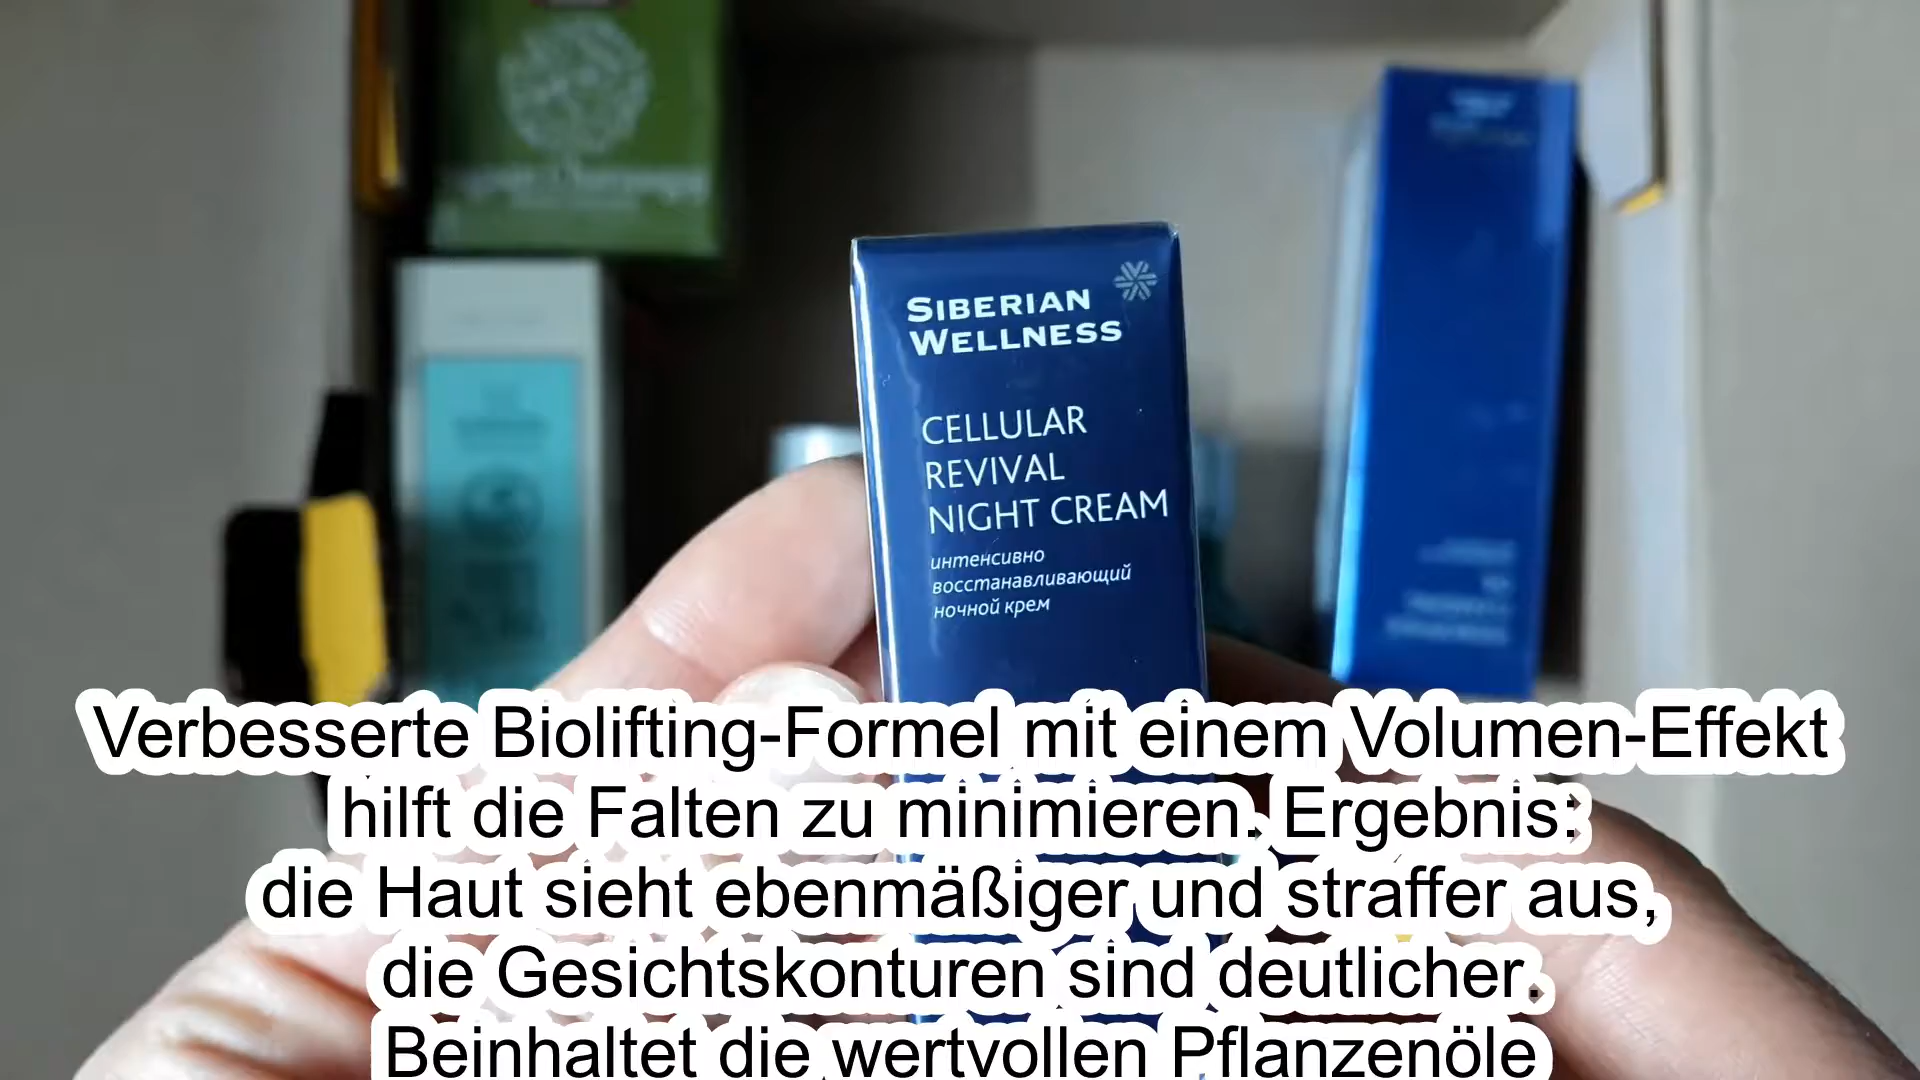 SIBERIAN
WELLNESS
CELLULAR
REVIVAL
NIGHT CREAM
интенсивно
восстанавливающий
ночной крем
Verbesserte Biolifting-Formel mit einem Volumen-Effekt
hilft die Falten zu minimieren. Ergebnis:
die Haut sieht ebenmäßiger und straffer aus,
die Gesichtskonturen sind deutlicher.
Beinhaltet die wertvollen Pflanzenöle